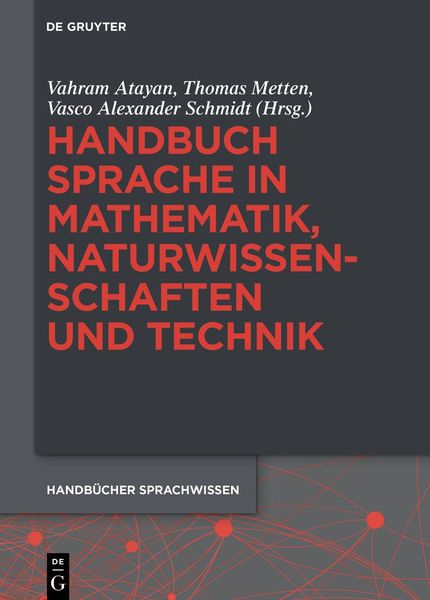 DE GRUYTER
Vahram Atayan, Thomas Metten,
Vasco Alexander Schmidt (Hrsg.)
HANDBUCH
SPRACHE IN
MATHEMATIK,
NATURWISSEN-
SCHAFTEN
UND TECHNIK
HANDBÜCHER SPRACHWISSEN
DE
G